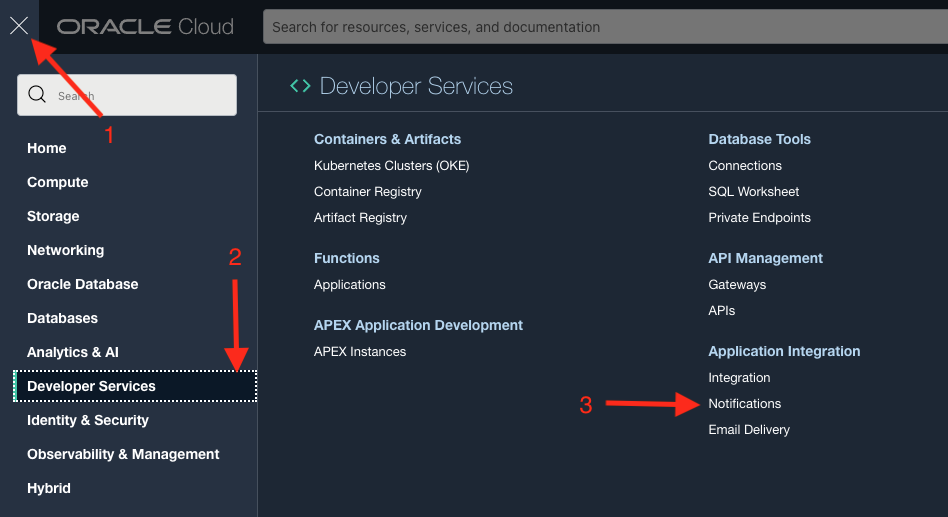 ORACLE Cloud
Search for resources, services, and documentation
Search
1
Home
Compute
Storage
Networking
2
Oracle Database
Databases
Analytics & AI
Developer Services
Identity & Security
Observability & Management
Hybrid
<> Developer Services
Containers & Artifacts
Kubernetes Clusters (OKE)
Container Registry
Artifact Registry
Functions
Applications
APEX Application Development
APEX Instances
Database Tools
Connections
SQL Worksheet
Private Endpoints
API Management
Gateways
APIs
Application Integration
Integration
3
Notifications
Email Delivery